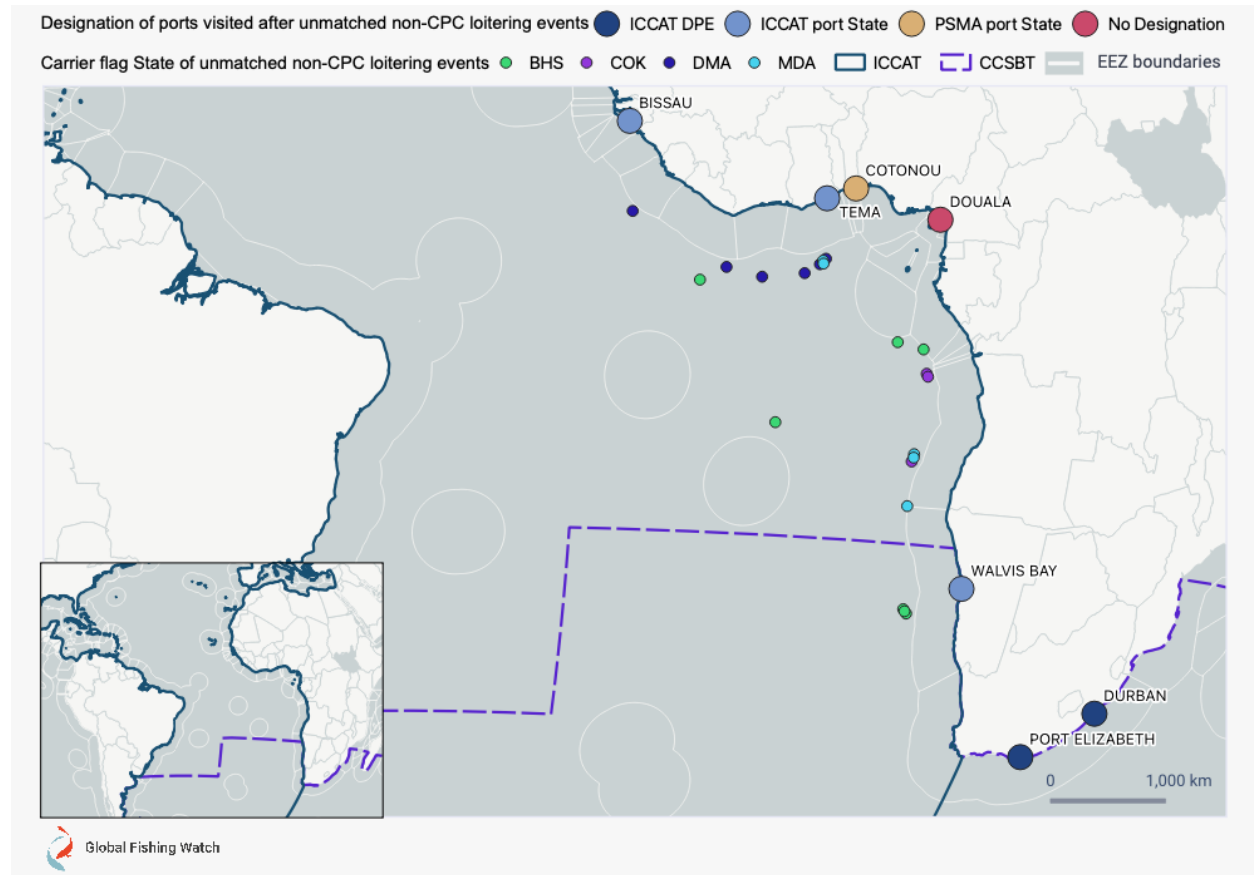 Designation of ports visited after unmatched non-CPC loitering events ICCAT DPE ICCAT port State PSMA port State No Designation
Carrier flag State of unmatched non-CPC loitering events BHS COK DMA MDA ICCAT CCSBT EEZ boundaries
BISSAU
COTONOU
TEMA
DOUALA
WALVIS BAY
DURBAN
PORT ELIZABETH
0 1,000 km
Global Fishing Watch